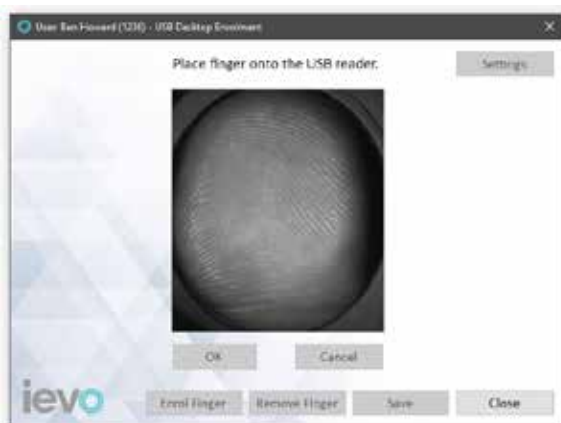 User Ben Howard (1236) - USB Desktop Enrolment
Place finger onto the USB reader.
Settings
OK
Cancel
ievo
Enrol Finger
Remove Finger
Save
Close